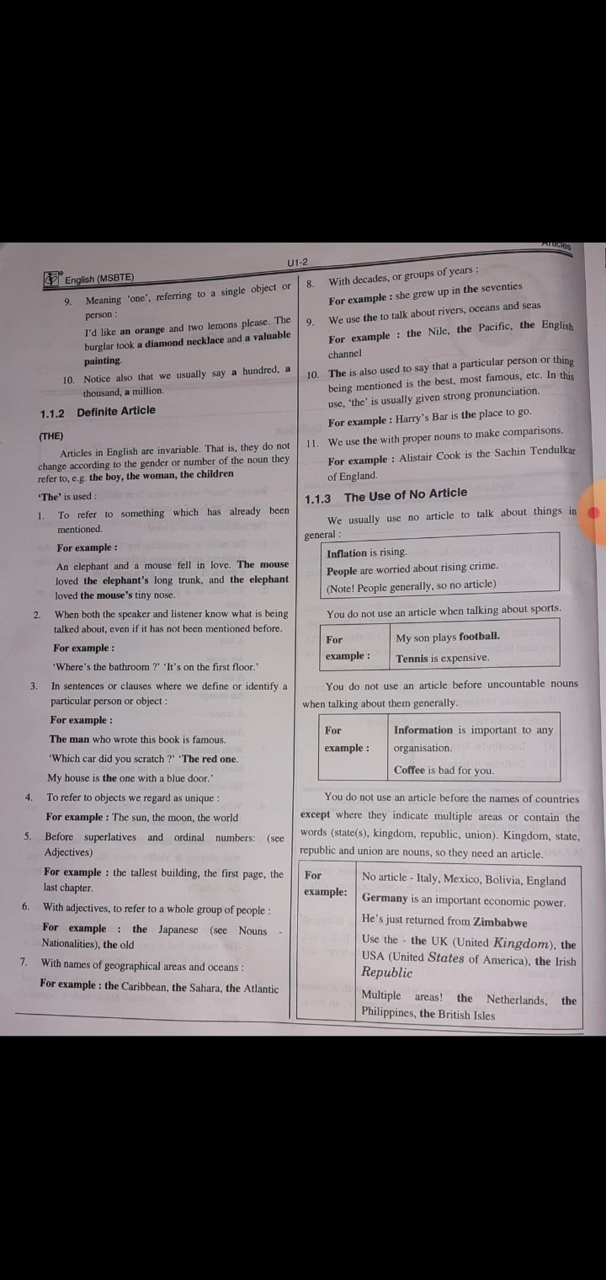 English (MSBTE)
U1-2
Articles
9. Meaning 'one', referring to a single object or
person :
I'd like an orange and two lemons please. The
burglar took a diamond necklace and a valuable
painting.
10. Notice also that we usually say a hundred, a
thousand, a million.
1.1.2 Definite Article
(THE)
Articles in English are invariable. That is, they do not
change according to the gender or number of the noun they
refer to, e.g. the boy, the woman, the children
'The' is used :
1. To refer to something which has already been
mentioned.
For example :
An elephant and a mouse fell in love. The mouse
loved the elephant's long trunk, and the elephant
loved the mouse's tiny nose.
2. When both the speaker and listener know what is being
talked about, even if it has not been mentioned before.
For example :
'Where's the bathroom ?' 'It's on the first floor.'
3. In sentences or clauses where we define or identify a
particular person or object :
For example :
The man who wrote this book is famous.
'Which car did you scratch ?' 'The red one.
My house is the one with a blue door.'
4. To refer to objects we regard as unique :
For example : The sun, the moon, the world
5. Before superlatives and ordinal numbers: (see
Adjectives)
For example : the tallest building, the first page, the
last chapter.
6. With adjectives, to refer to a whole group of people :
For example : the Japanese (see Nouns -
Nationalities), the old
7. With names of geographical areas and oceans :
For example : the Caribbean, the Sahara, the Atlantic
8. With decades, or groups of years :
For example : she grew up in the seventies
9. We use the to talk about rivers, oceans and seas
For example : the Nile, the Pacific, the English
channel
10. The is also used to say that a particular person or thing
being mentioned is the best, most famous, etc. In this
use, 'the' is usually given strong pronunciation.
For example : Harry's Bar is the place to go.
11. We use the with proper nouns to make comparisons.
For example : Alistair Cook is the Sachin Tendulkar
of England.
1.1.3 The Use of No Article
We usually use no article to talk about things in
general :
Inflation is rising.
People are worried about rising crime.
(Note! People generally, so no article)
You do not use an article when talking about sports.
For example :
My son plays football.
Tennis is expensive.
You do not use an article before uncountable nouns
when talking about them generally.
For example :
Information is important to any
organisation.
Coffee is bad for you.
You do not use an article before the names of countries
except where they indicate multiple areas or contain the
words (state(s), kingdom, republic, union). Kingdom, state,
republic and union are nouns, so they need an article.
For example:
No article - Italy, Mexico, Bolivia, England
Germany is an important economic power.
He's just returned from Zimbabwe
Use the - the UK (United Kingdom), the
USA (United States of America), the Irish
Republic
Multiple areas! the Netherlands, the
Philippines, the British Isles